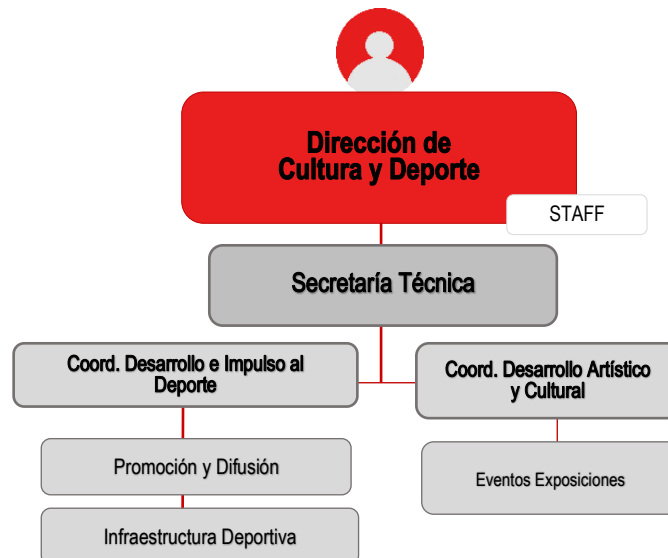 Dirección de
Cultura y Deporte
STAFF
Secretaría Técnica
Coord. Desarrollo e Impulso al
Deporte
Coord. Desarrollo Artístico
y Cultural
Promoción y Difusión
Eventos Exposiciones
Infraestructura Deportiva